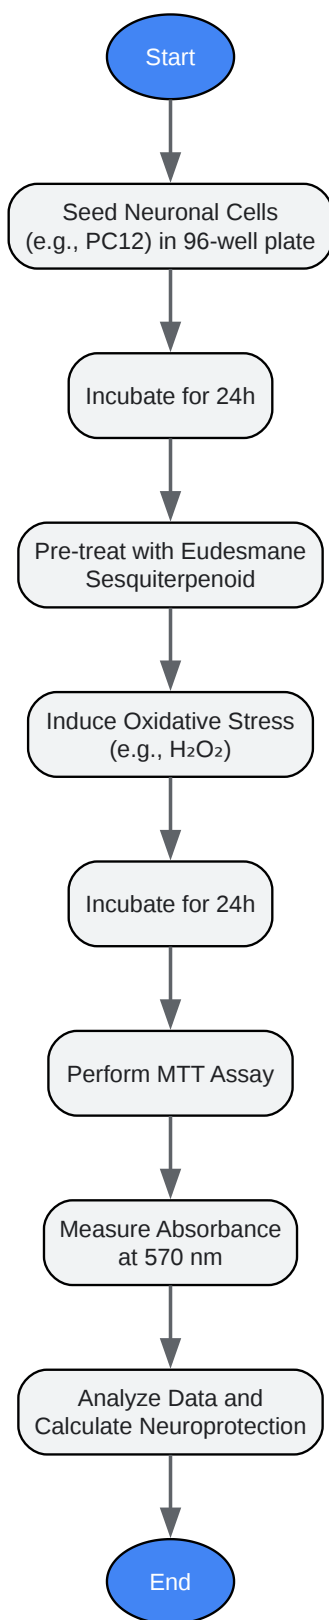 Start
Seed Neuronal Cells
(e.g., PC12) in 96-well plate
Incubate for 24h
Pre-treat with Eudesmane
Sesquiterpenoid
Induce Oxidative Stress
(e.g., H₂O₂)
Incubate for 24h
Perform MTT Assay
Measure Absorbance
at 570 nm
Analyze Data and
Calculate Neuroprotection
End